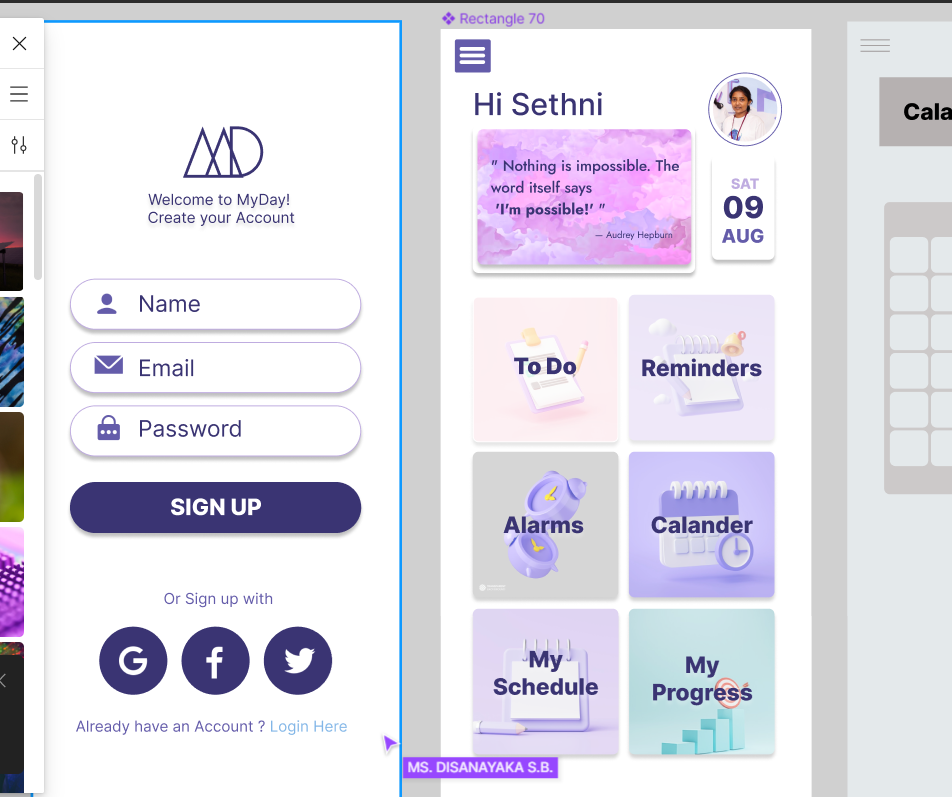 Rectangle 70
MD
Welcome to MyDay!
Create your Account
Name
Email
Password
SIGN UP
Or Sign up with
G
f
Already have an Account ? Login Here
MS. DISANAYAKA S.B.
Hi Sethni
" Nothing is impossible. The
word itself says
'I'm possible!' "
— Audrey Hepburn
SAT
09
AUG
To Do
Reminders
Alarms
Calander
My
Schedule
My
Progress
Cala